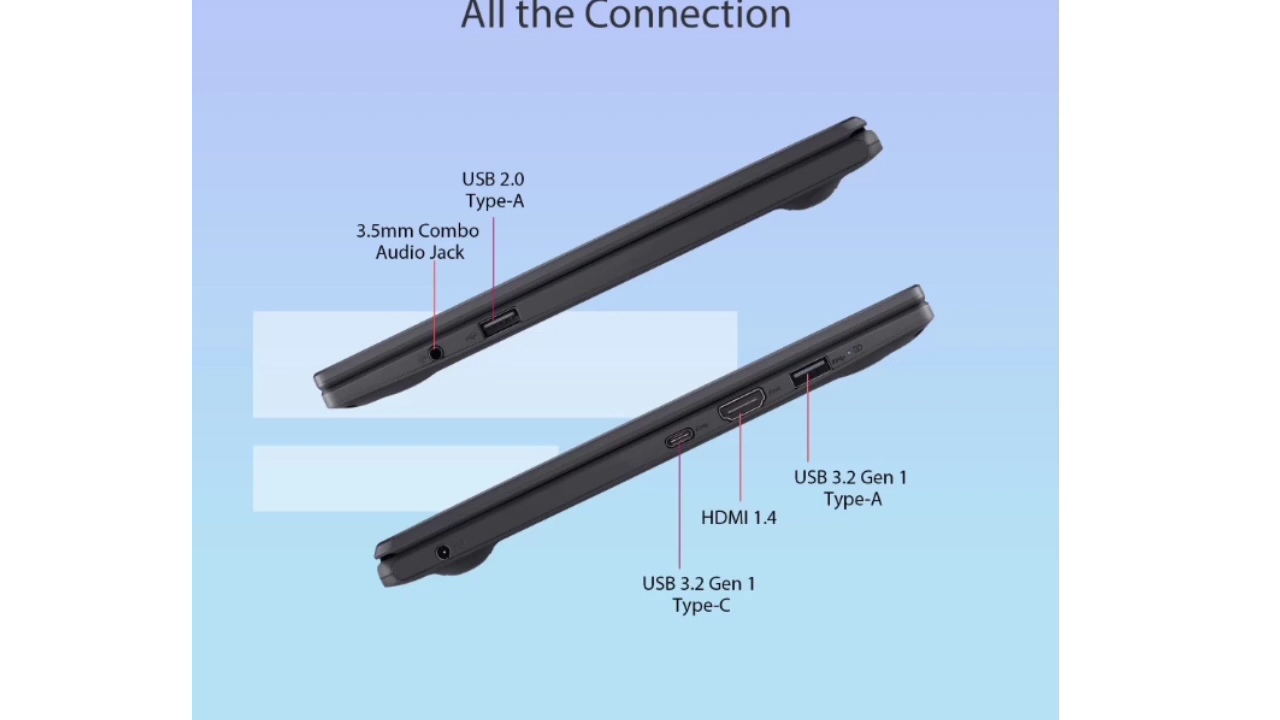 All the Connection
USB 2.0
Type-A
3.5mm Combo
Audio Jack
USB 3.2 Gen 1
Type-A
HDMI 1.4
USB 3.2 Gen 1
Type-C